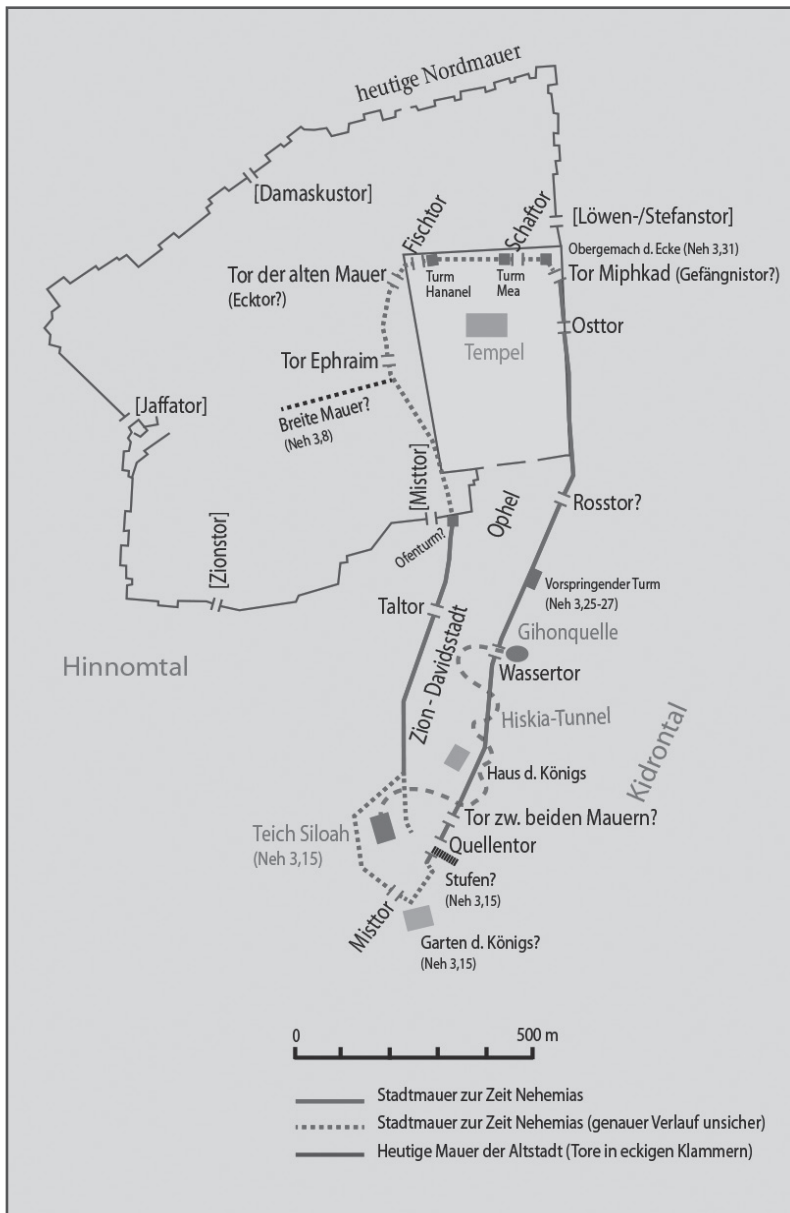 heutige Nordmauer
[Damaskustor]
Fischtor
Schaftor
[Löwen-/Stefanstor]
Obergemach d. Ecke (Neh 3,31)
Tor der alten Mauer
(Ecktor?)
Turm
Hananel
Turm
Mea
Tor Miphkad (Gefängnistor?)
Osttor
Tempel
Tor Ephraim
[Jaffator]
Breite Mauer?
(Neh 3,8)
[Misttor]
Ophel
Rosstor?
Ofenturm?
[Zionstor]
Vorspringender Turm
(Neh 3,25-27)
Taltor
Gihonquelle
Hinnomtal
Zion - Davidsstadt
Wassertor
Hiskia-Tunnel
Kidrontal
Haus d. Königs
Tor zw. beiden Mauern?
Teich Siloah
(Neh 3,15)
Quellentor
Stufen?
(Neh 3,15)
Misttor
Garten d. Königs?
(Neh 3,15)
0 500 m
Stadtmauer zur Zeit Nehemias
Stadtmauer zur Zeit Nehemias (genauer Verlauf unsicher)
Heutige Mauer der Altstadt (Tore in eckigen Klammern)